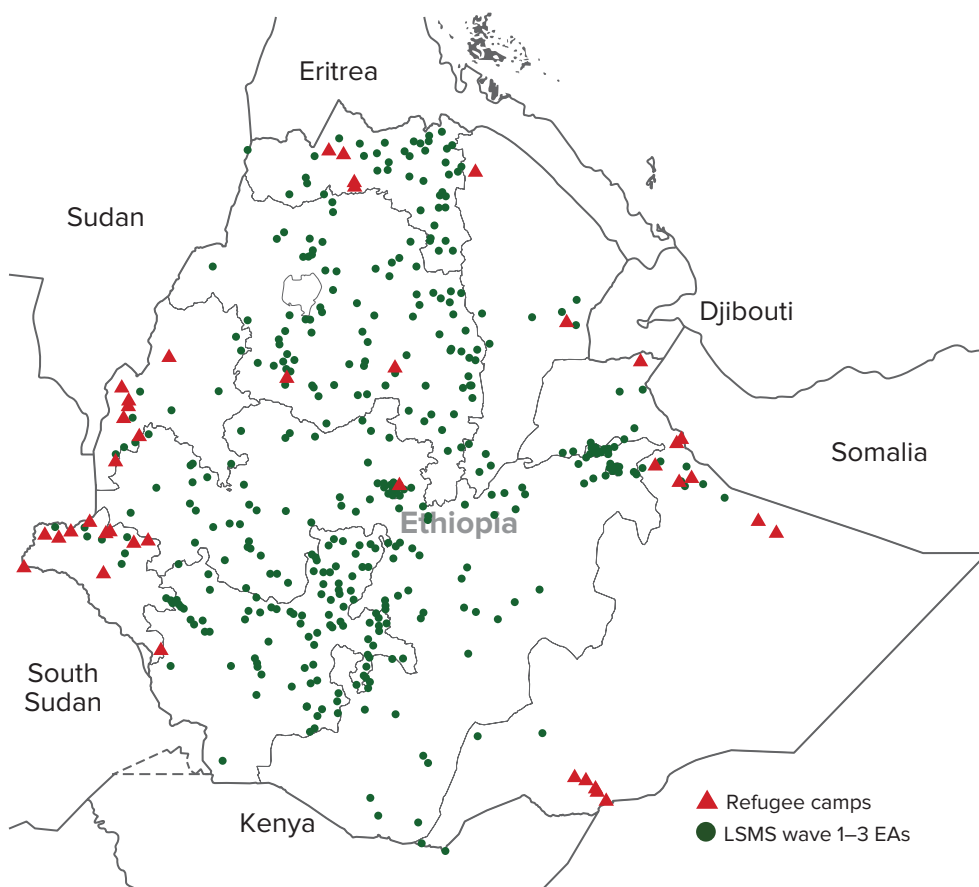 Eritrea
Sudan
Djibouti
Somalia
Ethiopia
South
Sudan
Refugee camps
Kenya
LSMS wave 1–3 EAs